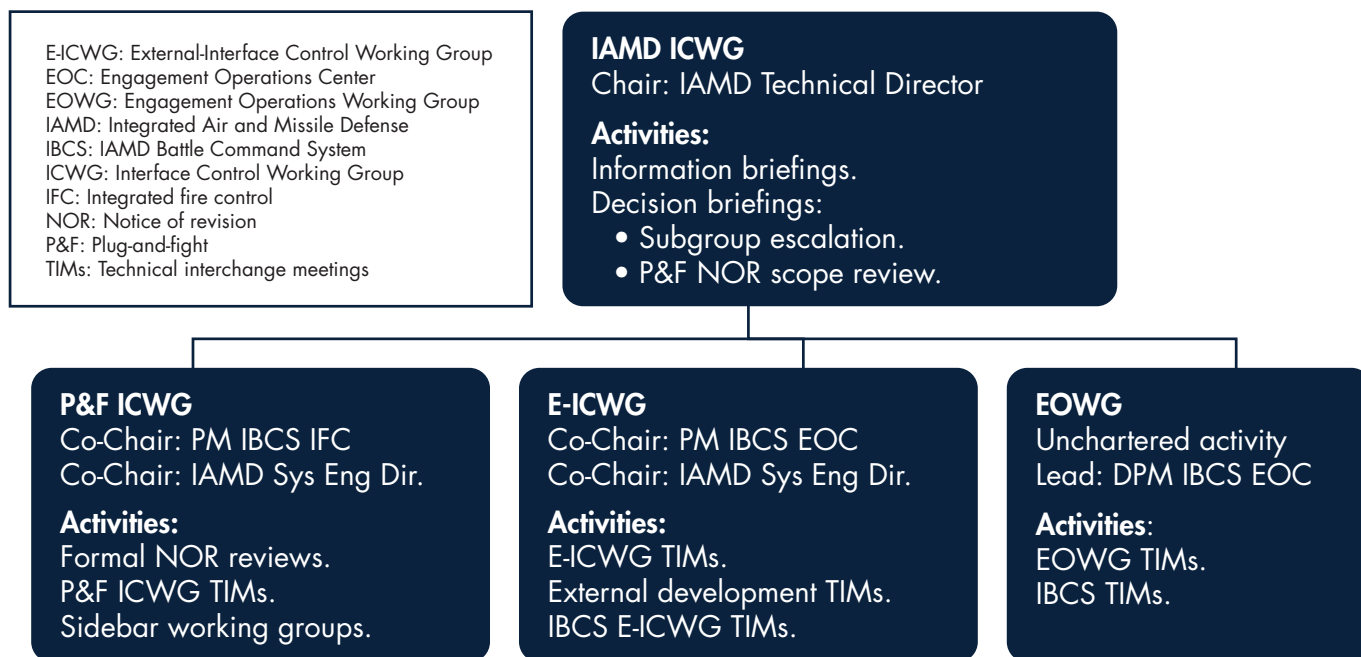 E-ICWG: External-Interface Control Working Group
EOC: Engagement Operations Center
EOWG: Engagement Operations Working Group
IAMD: Integrated Air and Missile Defense
IBCS: IAMD Battle Command System
ICWG: Interface Control Working Group
IFC: Integrated fire control
NOR: Notice of revision
P&F: Plug-and-fight
TIMs: Technical interchange meetings
IAMD ICWG
Chair: IAMD Technical Director
Activities:
Information briefings.
Decision briefings:
• Subgroup escalation.
• P&F NOR scope review.
P&F ICWG
Co-Chair: PM IBCS IFC
Co-Chair: IAMD Sys Eng Dir.
Activities:
Formal NOR reviews.
P&F ICWG TIMs.
Sidebar working groups.
E-ICWG
Co-Chair: PM IBCS EOC
Co-Chair: IAMD Sys Eng Dir.
Activities:
E-ICWG TIMs.
External development TIMs.
IBCS E-ICWG TIMs.
EOWG
Unchartered activity
Lead: DPM IBCS EOC
Activities:
EOWG TIMs.
IBCS TIMs.